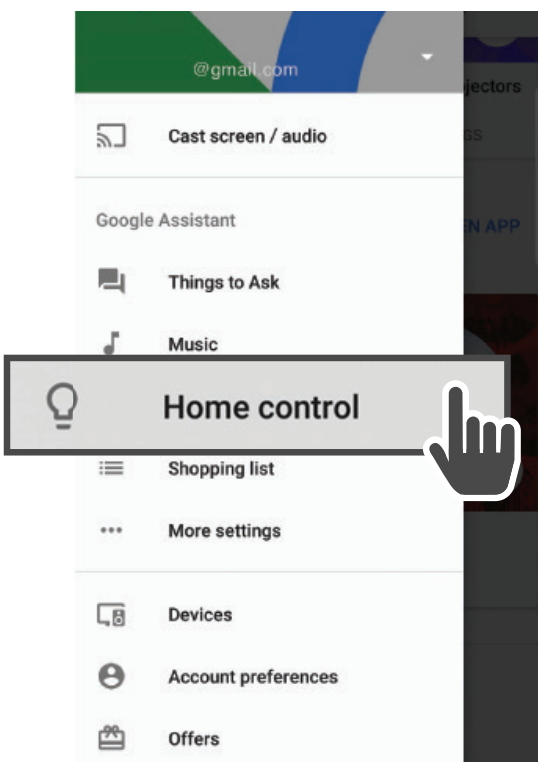 @gmail.com
jectors
Cast screen / audio
GS
Google Assistant
EN APP
Things to Ask
Music
Home control
Shopping list
More settings
Devices
Account preferences
Offers